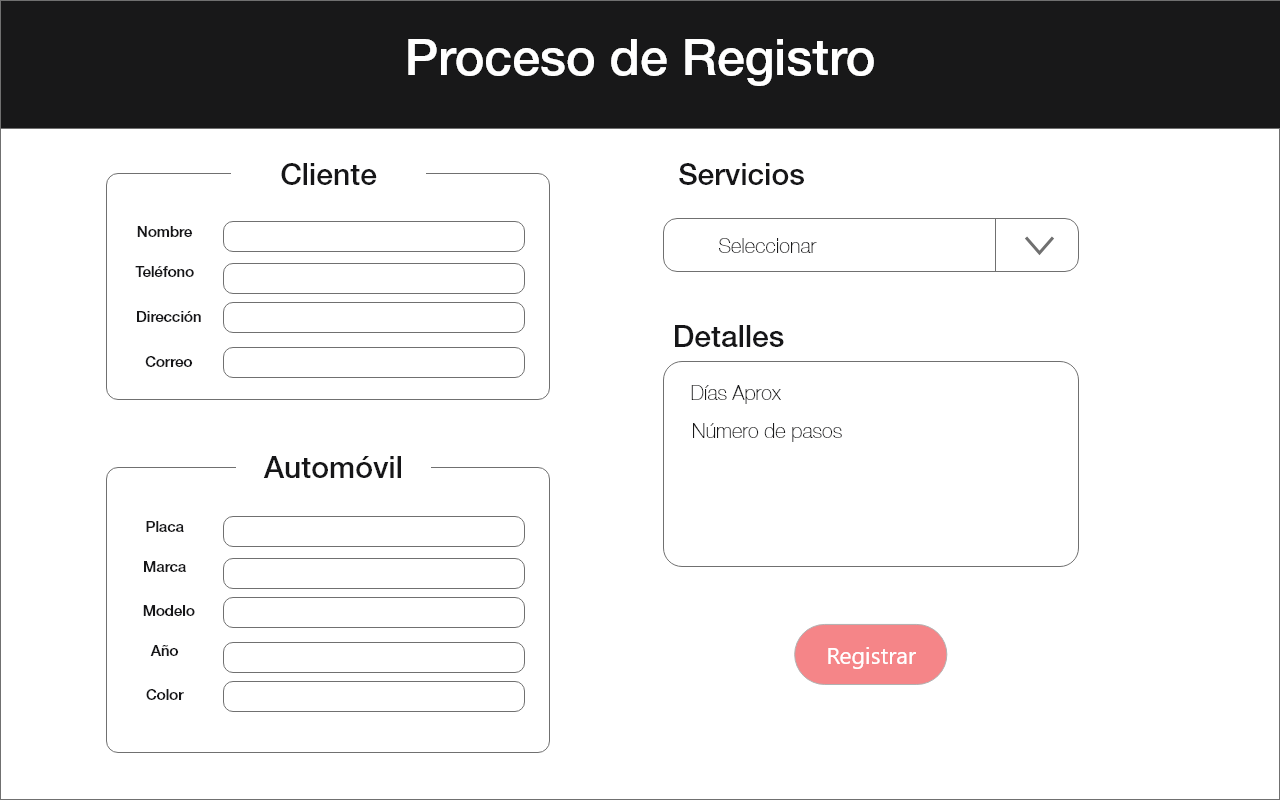 Proceso de Registro
Cliente
Nombre
Teléfono
Dirección
Correo
Automóvil
Placa
Marca
Modelo
Año
Color
Servicios
Seleccionar
Detalles
Días Aprox
Número de pasos
Registrar